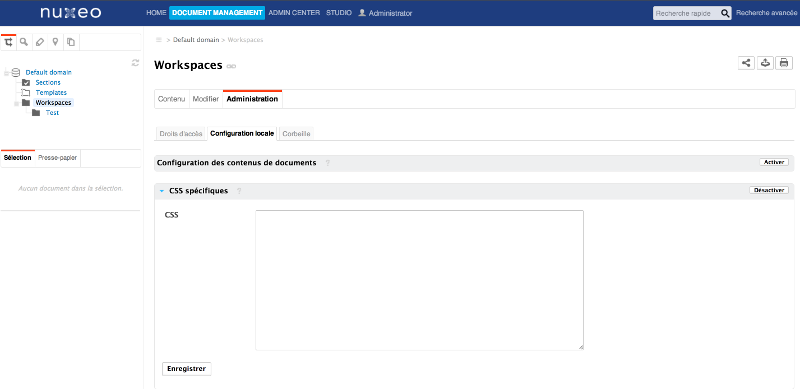 nuxeo HOME DOCUMENT MANAGEMENT ADMIN CENTER STUDIO Administrator Recherche rapide Recherche avancée
> Default domain > Workspaces
Workspaces
Default domain
Sections
Templates
Workspaces
Test
Contenu Modifier Administration
Droits d'accès Configuration locale Corbeille
Sélection Presse-papier
Aucun document dans la sélection.
Configuration des contenus de documents ? Activer
CSS spécifiques ? Désactiver
CSS
Enregistrer